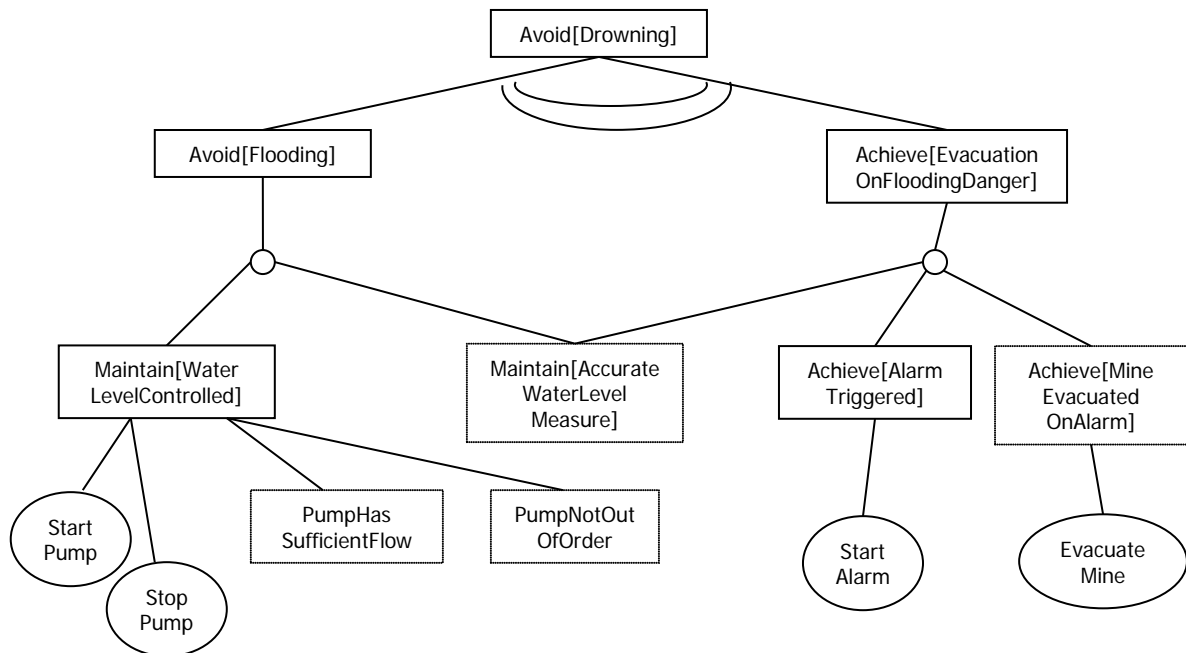 Avoid[Drowning]
Avoid[Flooding]
Achieve[Evacuation
OnFloodingDanger]
Maintain[Water
LevelControlled]
Maintain[Accurate
WaterLevel
Measure]
Achieve[Alarm
Triggered]
Achieve[Mine
Evacuated
OnAlarm]
Start
Pump
Stop
Pump
PumpHas
SufficientFlow
PumpNotOut
OfOrder
Start
Alarm
Evacuate
Mine